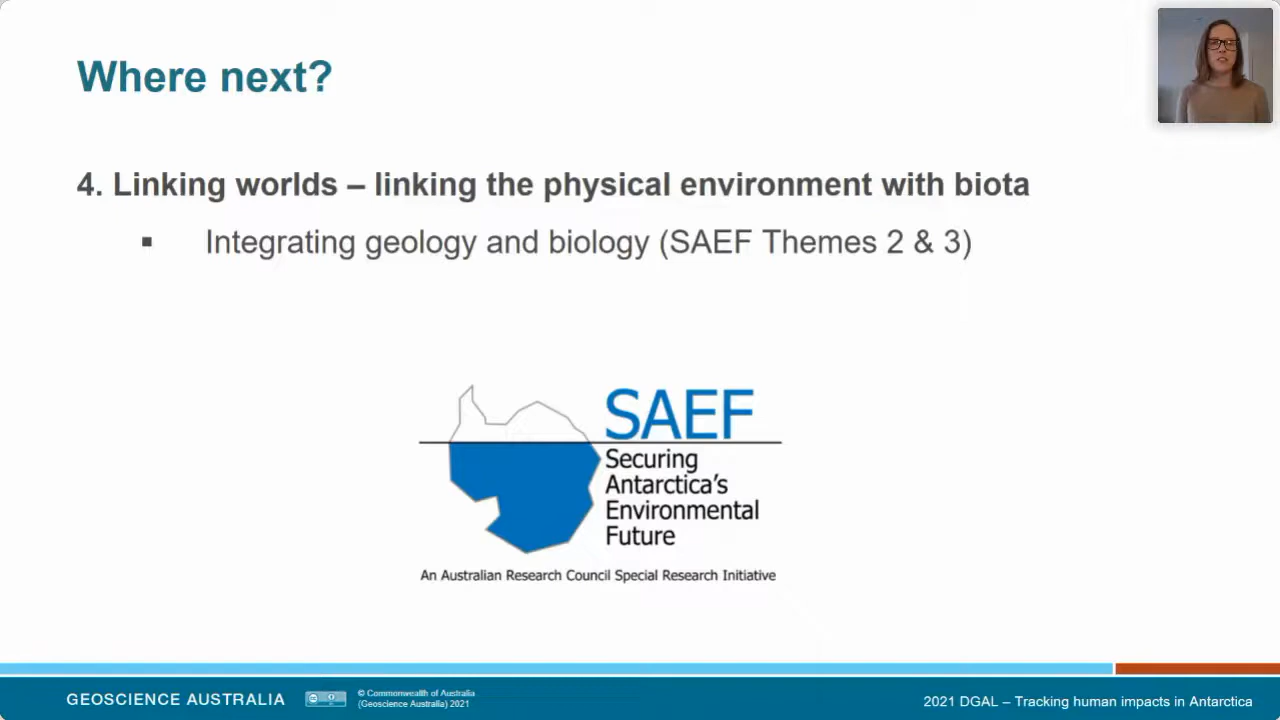 Where next?
4. Linking worlds – linking the physical environment with biota
▪ Integrating geology and biology (SAEF Themes 2 & 3)
SAEF
Securing
Antarctica's
Environmental
Future
An Australian Research Council Special Research Initiative
GEOSCIENCE AUSTRALIA
© Commonwealth of Australia
(Geoscience Australia) 2021
2021 DGAL – Tracking human impacts in Antarctica